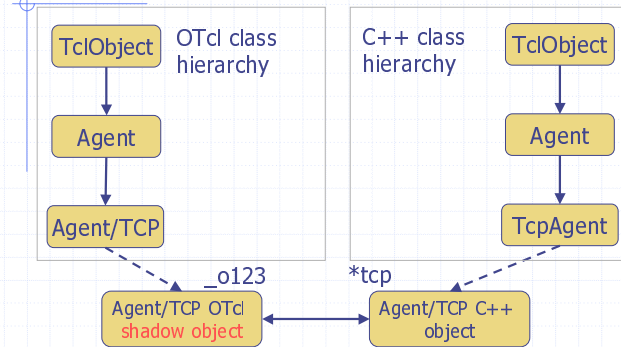 TclObject
OTcl class
hierarchy
Agent
Agent/TCP
C++ class
hierarchy
TclObject
Agent
TcpAgent
_o123
*tcp
Agent/TCP OTcl
shadow object
Agent/TCP C++
object